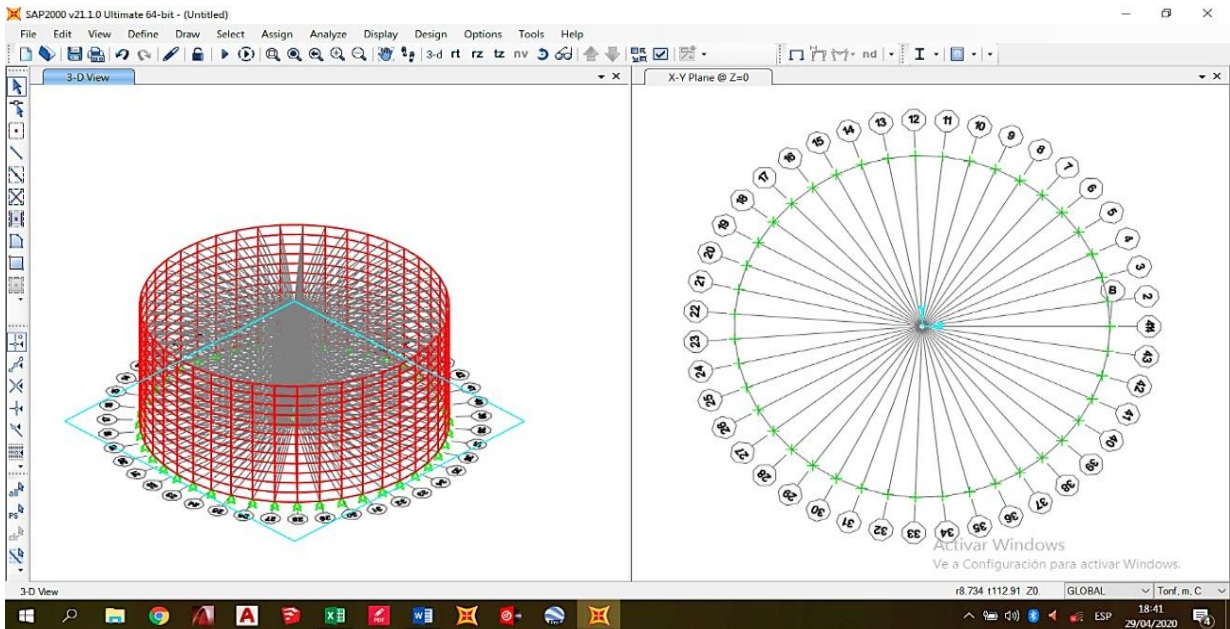 SAP2000 v21.1.0 Ultimate 64-bit - (Untitled)
File Edit View Define Draw Select Assign Analyze Display Design Options Tools Help
3-d rt rz tz nv nd
3-D View
X-Y Plane @ Z=0
12 11 10 9 8 7 6 5 4 3 B 2
13 14 15 16 17 18 19 20 21 22 23 24 25 26 27 28 29 30 31 32 33 34 35 36 37 38 39 40 41 42 43
Activar Windows
Ve a Configuración para activar Windows.
3-D View
r8.734 t112.91 Z0.
GLOBAL
Tonf, m, C
ESP
18:41
29/04/2020